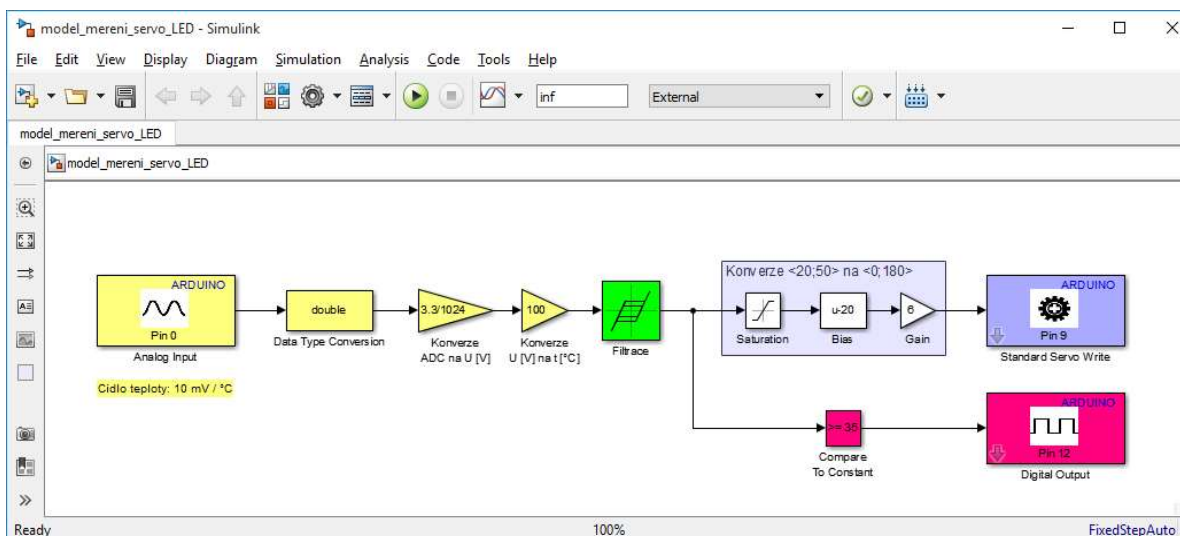 model_mereni_servo_LED - Simulink
File Edit View Display Diagram Simulation Analysis Code Tools Help
inf External
model_mereni_servo_LED
model_mereni_servo_LED
Konverze <20;50> na <0;180>
ARDUINO
Pin 0
Analog Input
double
Data Type Conversion
3.3/1024
Konverze
ADC na U [V]
100
Konverze
U [V] na t [°C]
Filtrace
Saturation
u-20
Bias
6
Gain
ARDUINO
Pin 9
Standard Servo Write
Cidlo teploty: 10 mV / °C
>= 35
Compare
To Constant
ARDUINO
Pin 12
Digital Output
Ready 100% FixedStepAuto